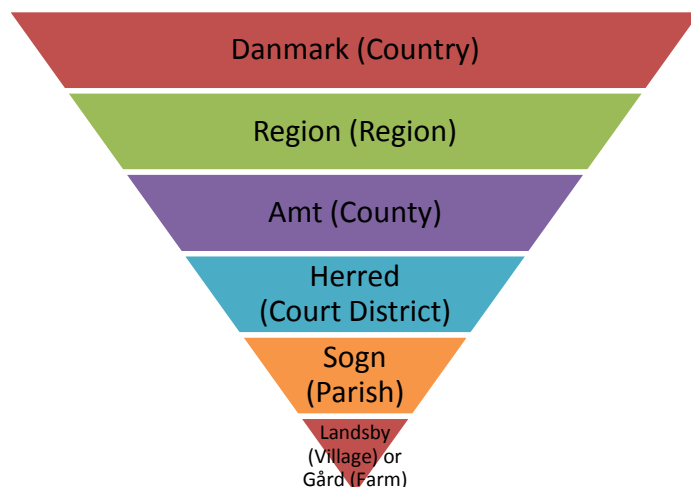 Danmark (Country)
Region (Region)
Amt (County)
Herred
(Court District)
Sogn
(Parish)
Landsby
(Village) or
Gård (Farm)